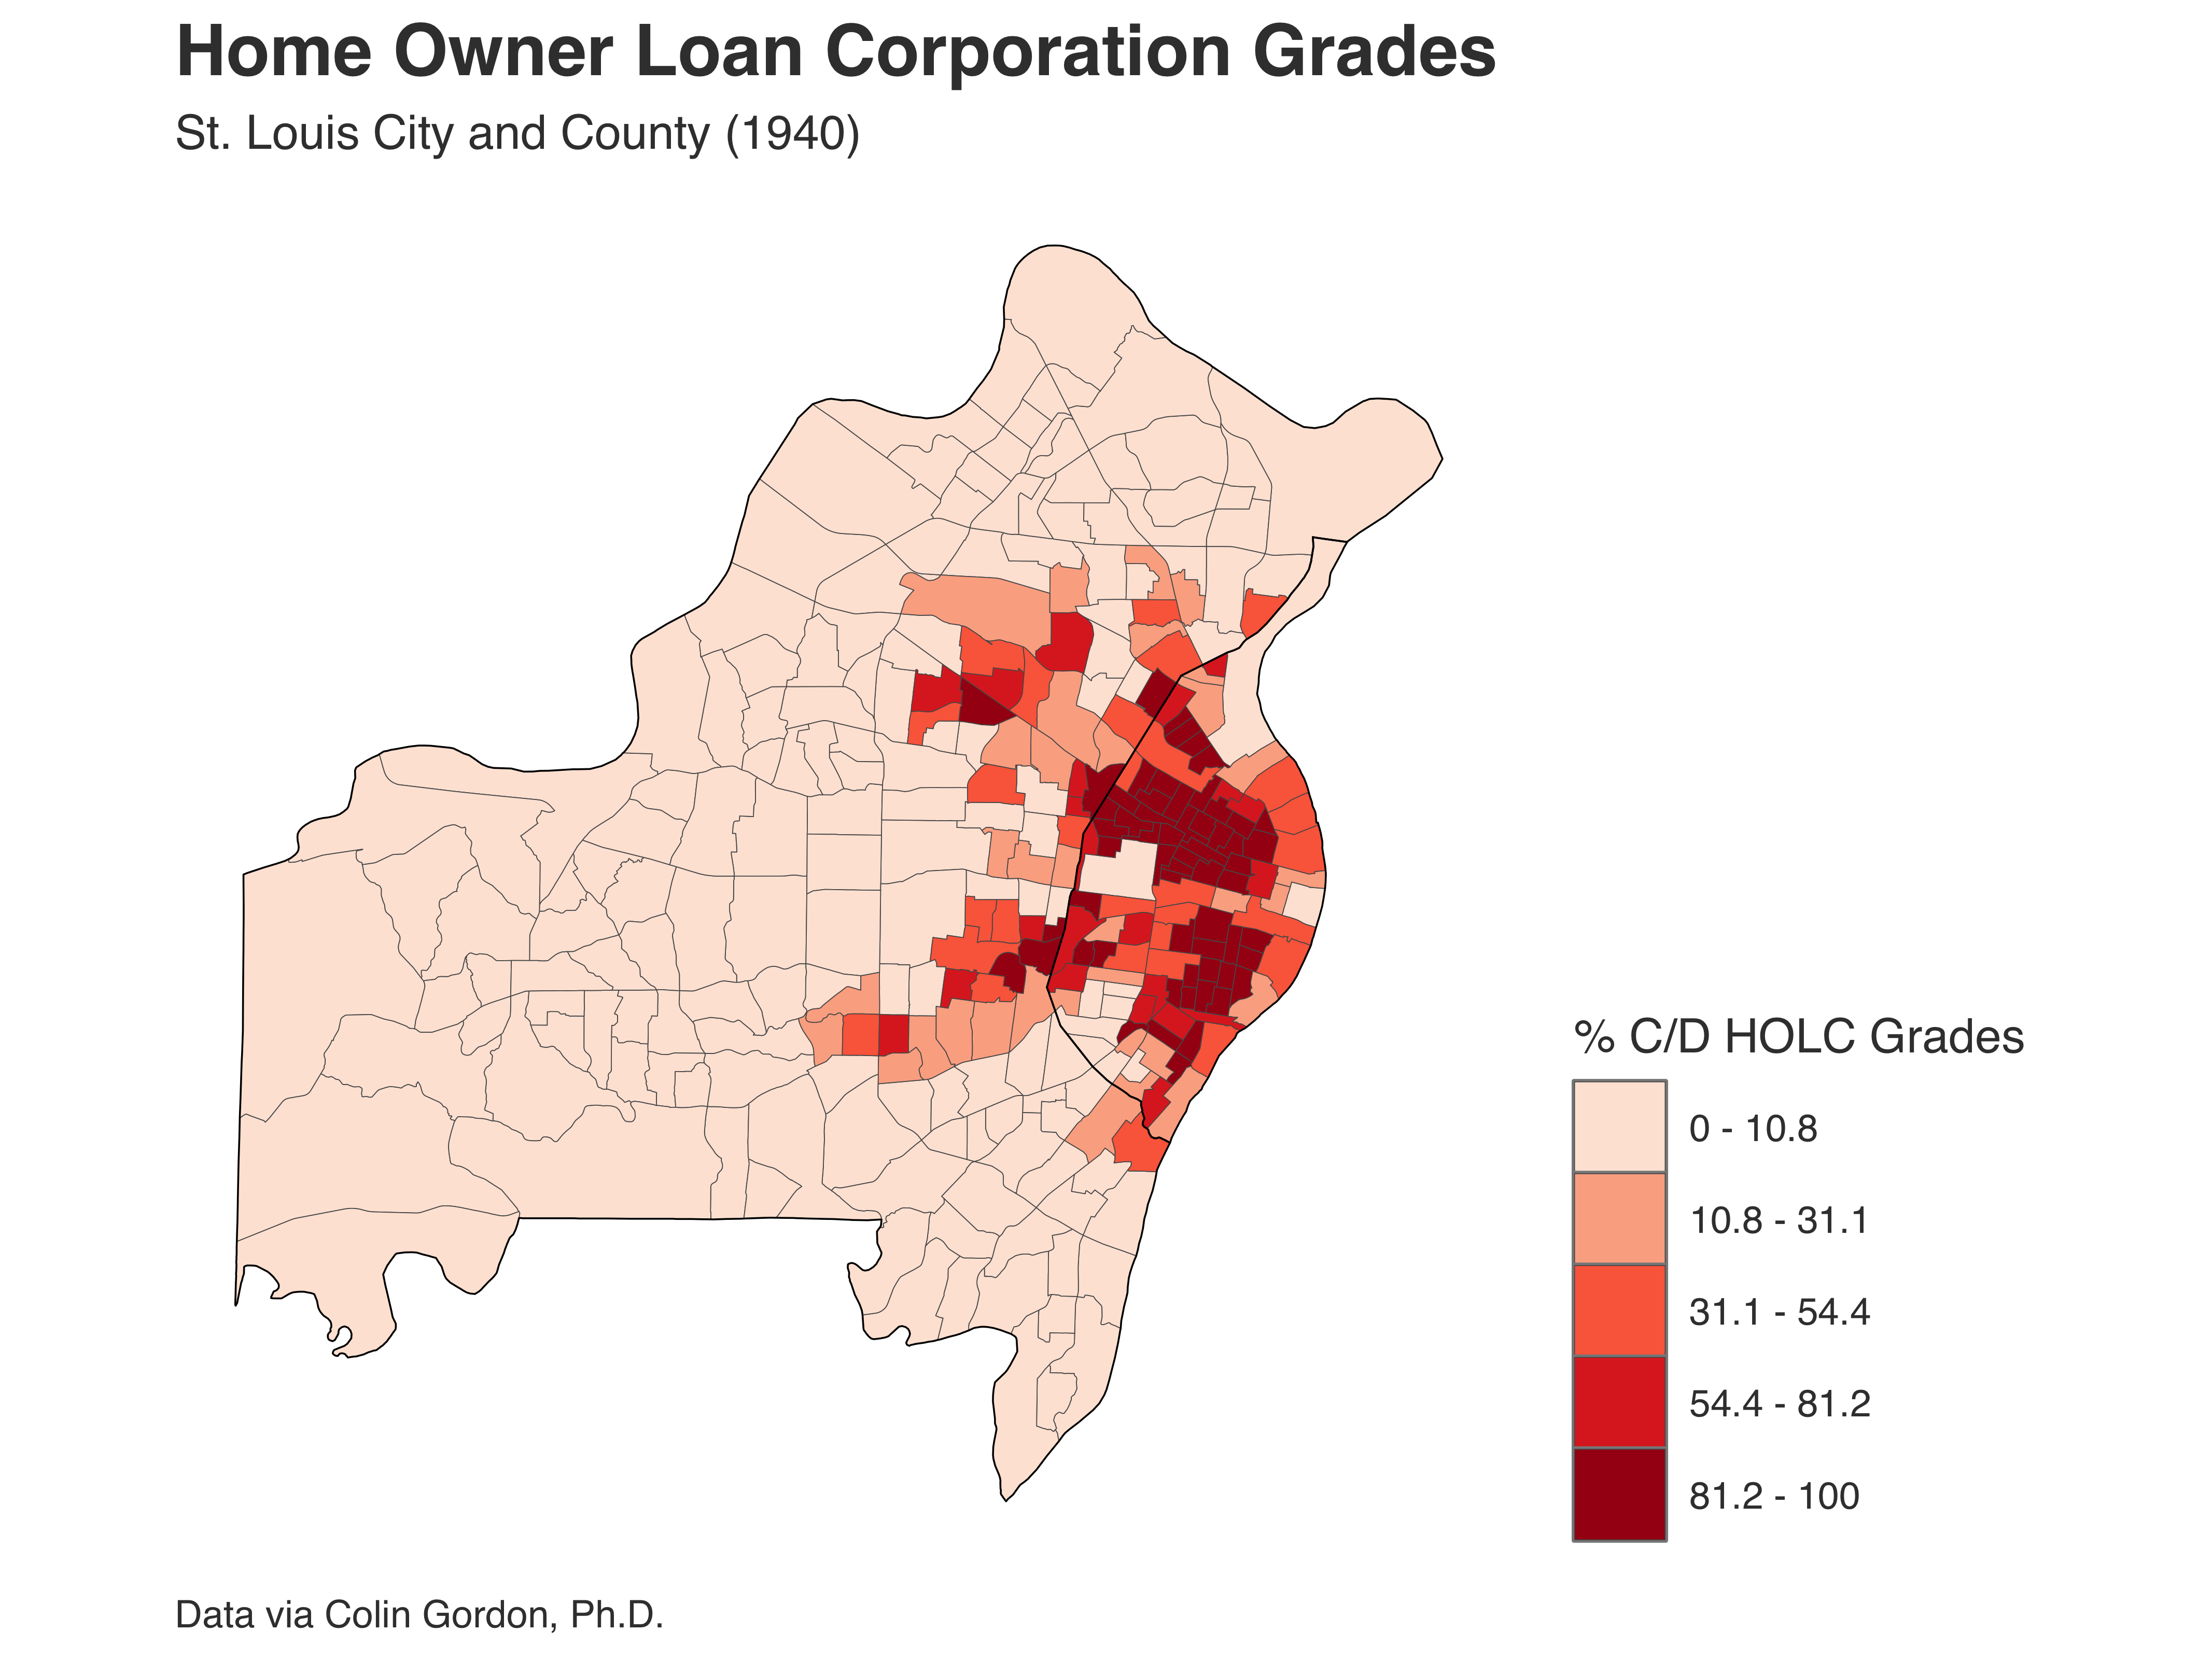 Home Owner Loan Corporation Grades
St. Louis City and County (1940)
% C/D HOLC Grades
0 - 10.8
10.8 - 31.1
31.1 - 54.4
54.4 - 81.2
81.2 - 100
Data via Colin Gordon, Ph.D.